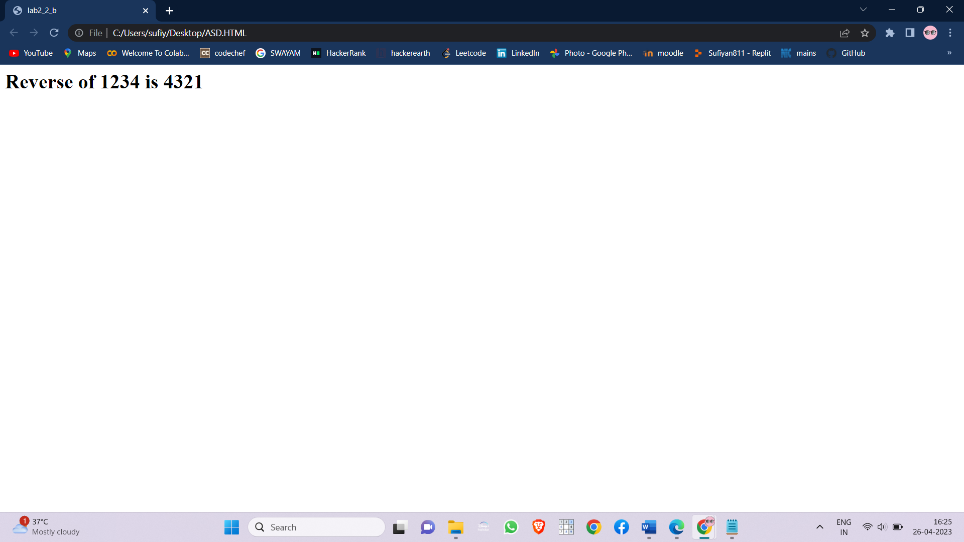 lab2_2_b
File C:/Users/sufiy/Desktop/ASD.HTML
YouTube Maps Welcome To Colab... codechef SWAYAM HackerRank hackerearth Leetcode LinkedIn Photo - Google Ph... moodle Sufiyan811 - Replit mains GitHub »
Reverse of 1234 is 4321
1 37°C
Mostly cloudy
Search
ENG
IN
16:25
26-04-2023